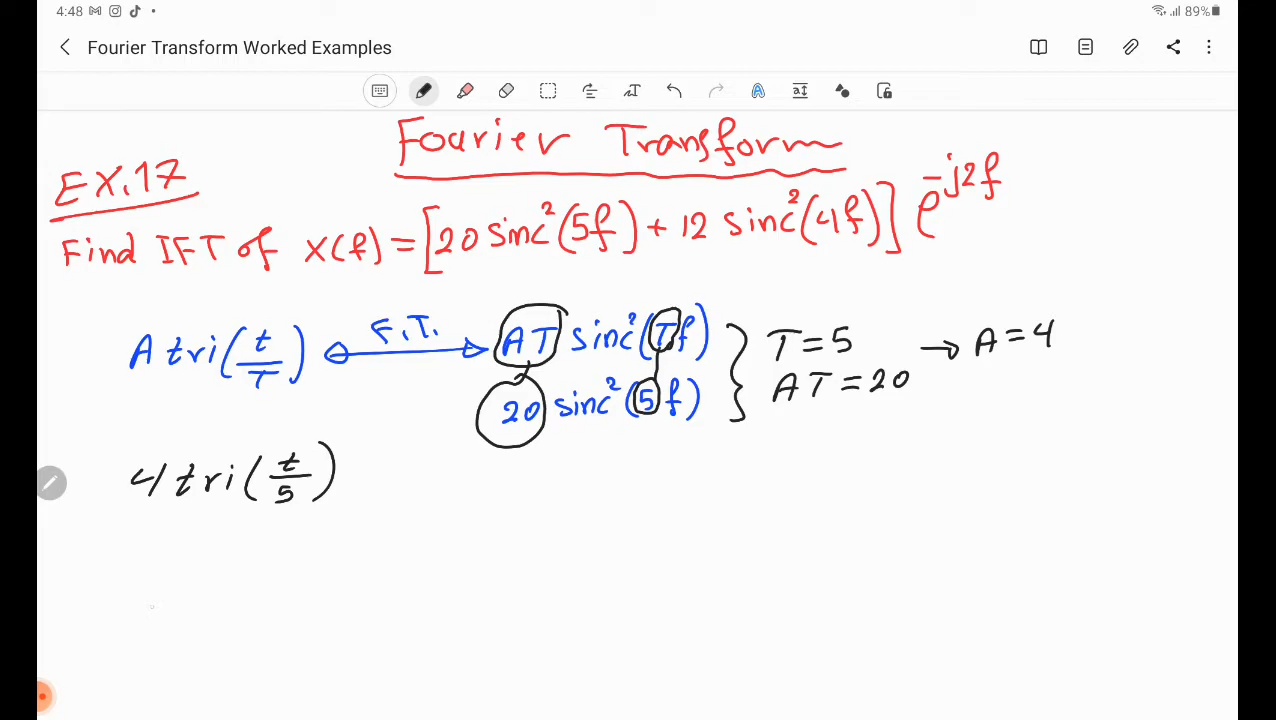 4:48 89%
Fourier Transform Worked Examples
Fourier Transform
EX.17
Find IFT of X(f) = [20 sinc²(5f) + 12 sinc²(4f)] e^-j2f
A tri(t/T) F.T. AT sinc²(Tf) } T = 5 → A = 4
20 sinc²(5f) AT = 20
4 tri(t/5)